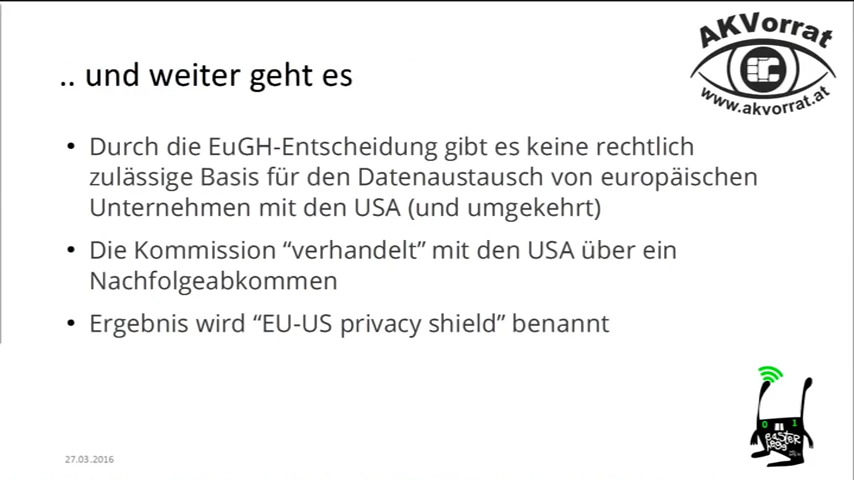 AKVorrat
www.akvorrat.at
.. und weiter geht es
• Durch die EuGH-Entscheidung gibt es keine rechtlich
zulässige Basis für den Datenaustausch von europäischen
Unternehmen mit den USA (und umgekehrt)
• Die Kommission “verhandelt” mit den USA über ein
Nachfolgeabkommen
• Ergebnis wird “EU-US privacy shield” benannt
0 1
easter
hegg
27.03.2016